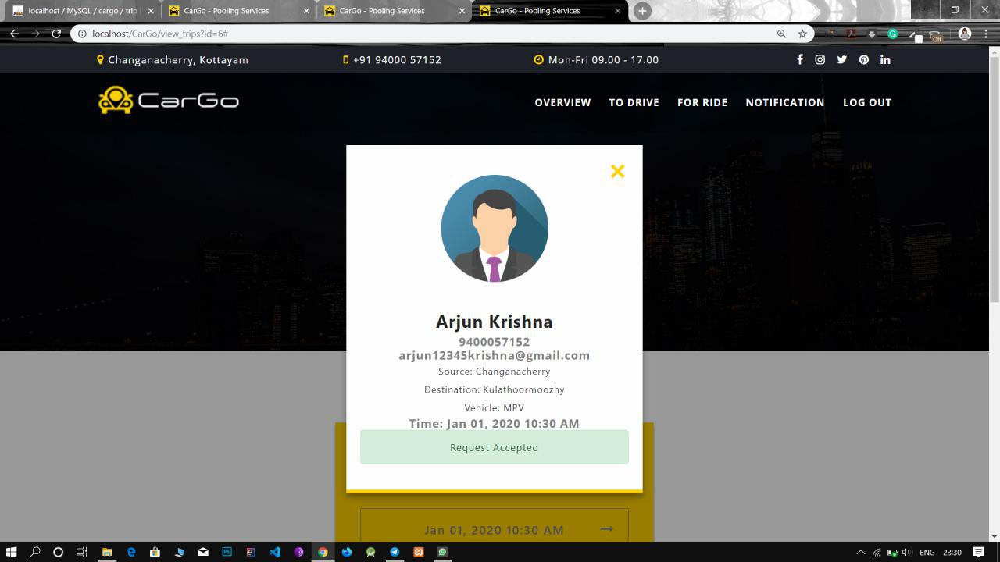 localhost / MySQL / cargo / trip
CarGo - Pooling Services
CarGo - Pooling Services
CarGo - Pooling Services
localhost/CarGo/view_trips?id=6#
Off
Changanacherry, Kottayam
+91 94000 57152
Mon-Fri 09.00 - 17.00
CarGo
OVERVIEW
TO DRIVE
FOR RIDE
NOTIFICATION
LOG OUT
Arjun Krishna
9400057152
arjun12345krishna@gmail.com
Source: Changanacherry
Destination: Kulathoormoozhy
Vehicle: MPV
Time: Jan 01, 2020 10:30 AM
Request Accepted
Jan 01, 2020 10:30 AM
ENG
23:30